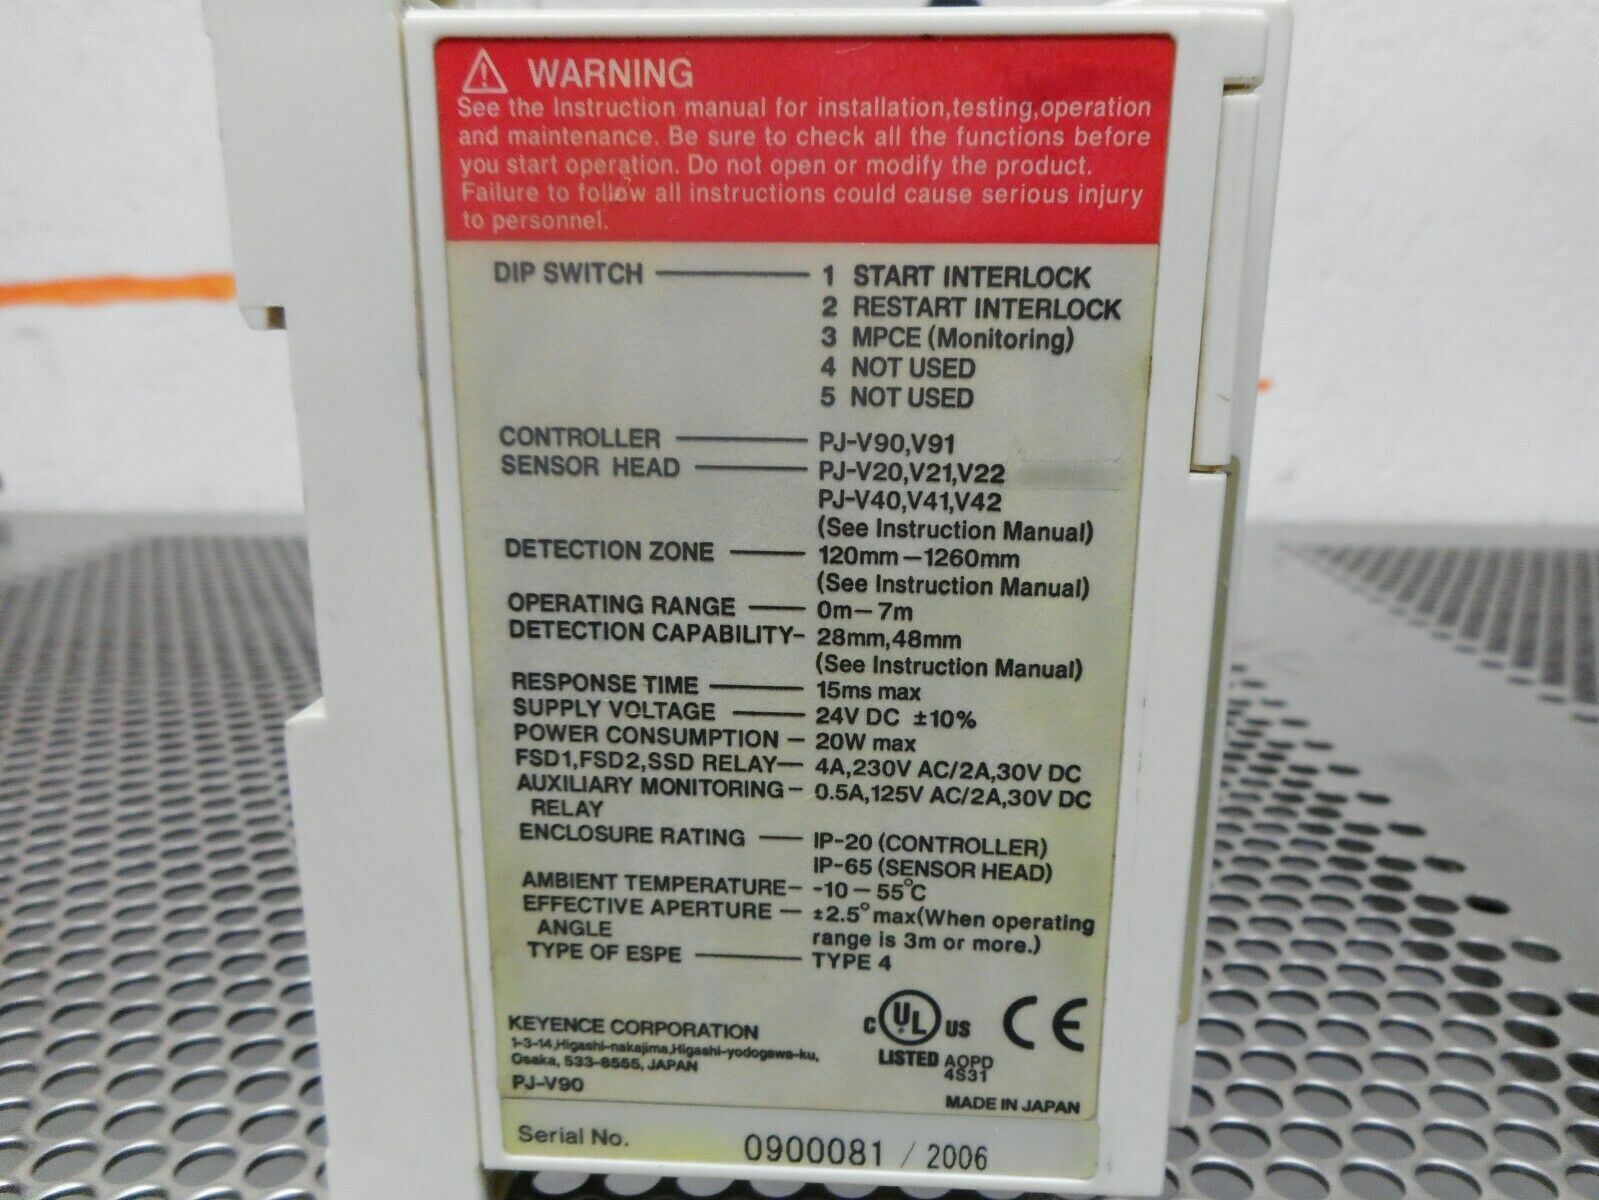 WARNING
See the Instruction manual for installation,testing,operation
and maintenance. Be sure to check all the functions before
you start operation. Do not open or modify the product.
Failure to follow all instructions could cause serious injury
to personnel.
DIP SWITCH 1 START INTERLOCK
2 RESTART INTERLOCK
3 MPCE (Monitoring)
4 NOT USED
5 NOT USED
CONTROLLER PJ-V90,V91
SENSOR HEAD PJ-V20,V21,V22
PJ-V40,V41,V42
(See Instruction Manual)
DETECTION ZONE 120mm—1260mm
(See Instruction Manual)
OPERATING RANGE 0m—7m
DETECTION CAPABILITY- 28mm,48mm
(See Instruction Manual)
RESPONSE TIME 15ms max
SUPPLY VOLTAGE 24V DC ±10%
POWER CONSUMPTION — 20W max
FSD1,FSD2,SSD RELAY— 4A,230V AC/2A,30V DC
AUXILIARY MONITORING - 0.5A,125V AC/2A,30V DC
RELAY
ENCLOSURE RATING IP-20 (CONTROLLER)
IP-65 (SENSOR HEAD)
AMBIENT TEMPERATURE- -10 — 55°C
EFFECTIVE APERTURE — ±2.5° max(When operating
ANGLE range is 3m or more.)
TYPE OF ESPE TYPE 4
KEYENCE CORPORATION
1-3-14,Higashi-nakajima,Higashi-yodogawa-ku,
Osaka, 533-8555, JAPAN
PJ-V90
C UL US CE
LISTED AOPD
4S31
MADE IN JAPAN
Serial No. 0900081 / 2006